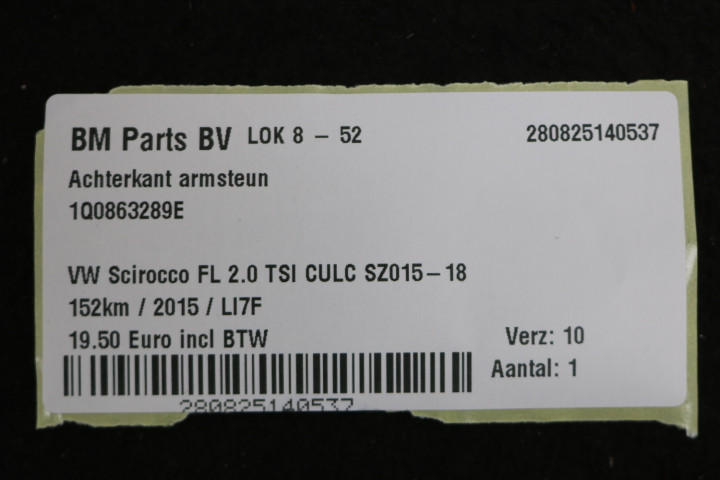 BM Parts BV LOK 8 - 52 280825140537
Achterkant armsteun
1Q0863289E
VW Scirocco FL 2.0 TSI CULC SZ015-18
152km / 2015 / LI7F
19.50 Euro incl BTW Verz: 10
Aantal: 1
280825140537